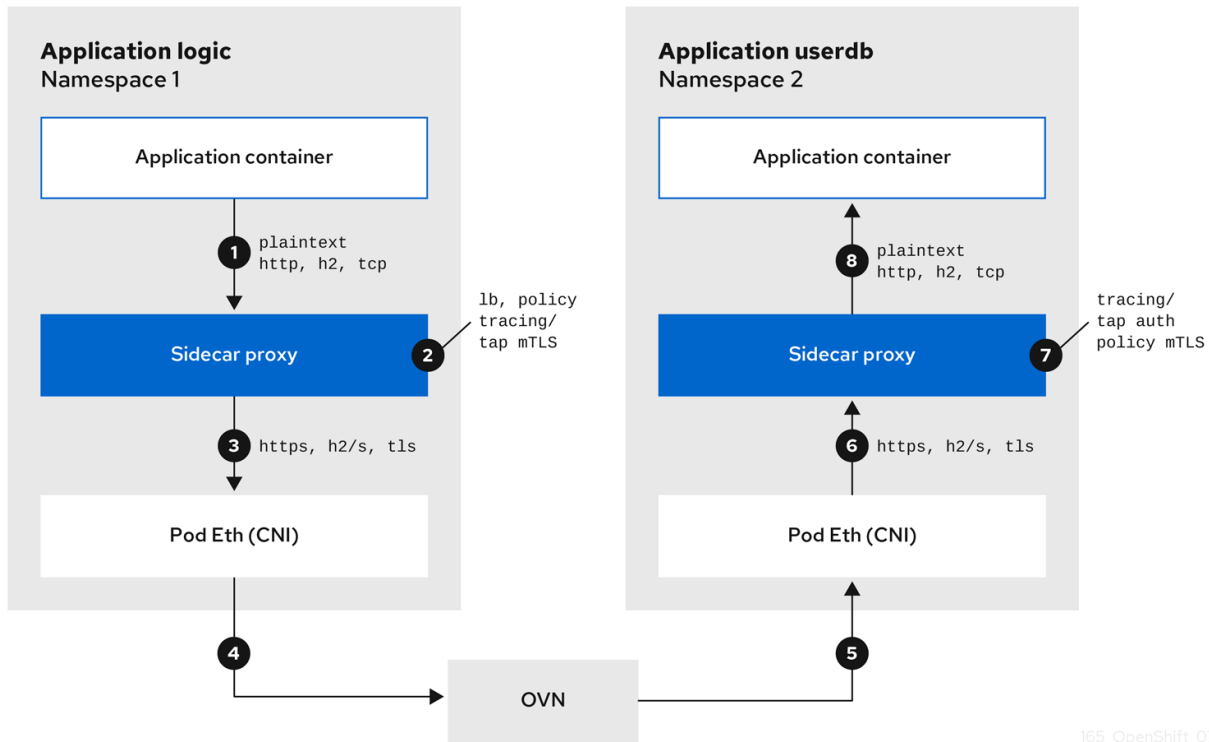 Application logic
Namespace 1
Application container
1
plaintext
http, h2, tcp
Sidecar proxy
2
lb, policy
tracing/
tap mTLS
3
https, h2/s, tls
Pod Eth (CNI)
4
OVN
Application userdb
Namespace 2
Application container
8
plaintext
http, h2, tcp
Sidecar proxy
7
tracing/
tap auth
policy mTLS
6
https, h2/s, tls
Pod Eth (CNI)
5
165_OpenShift_0